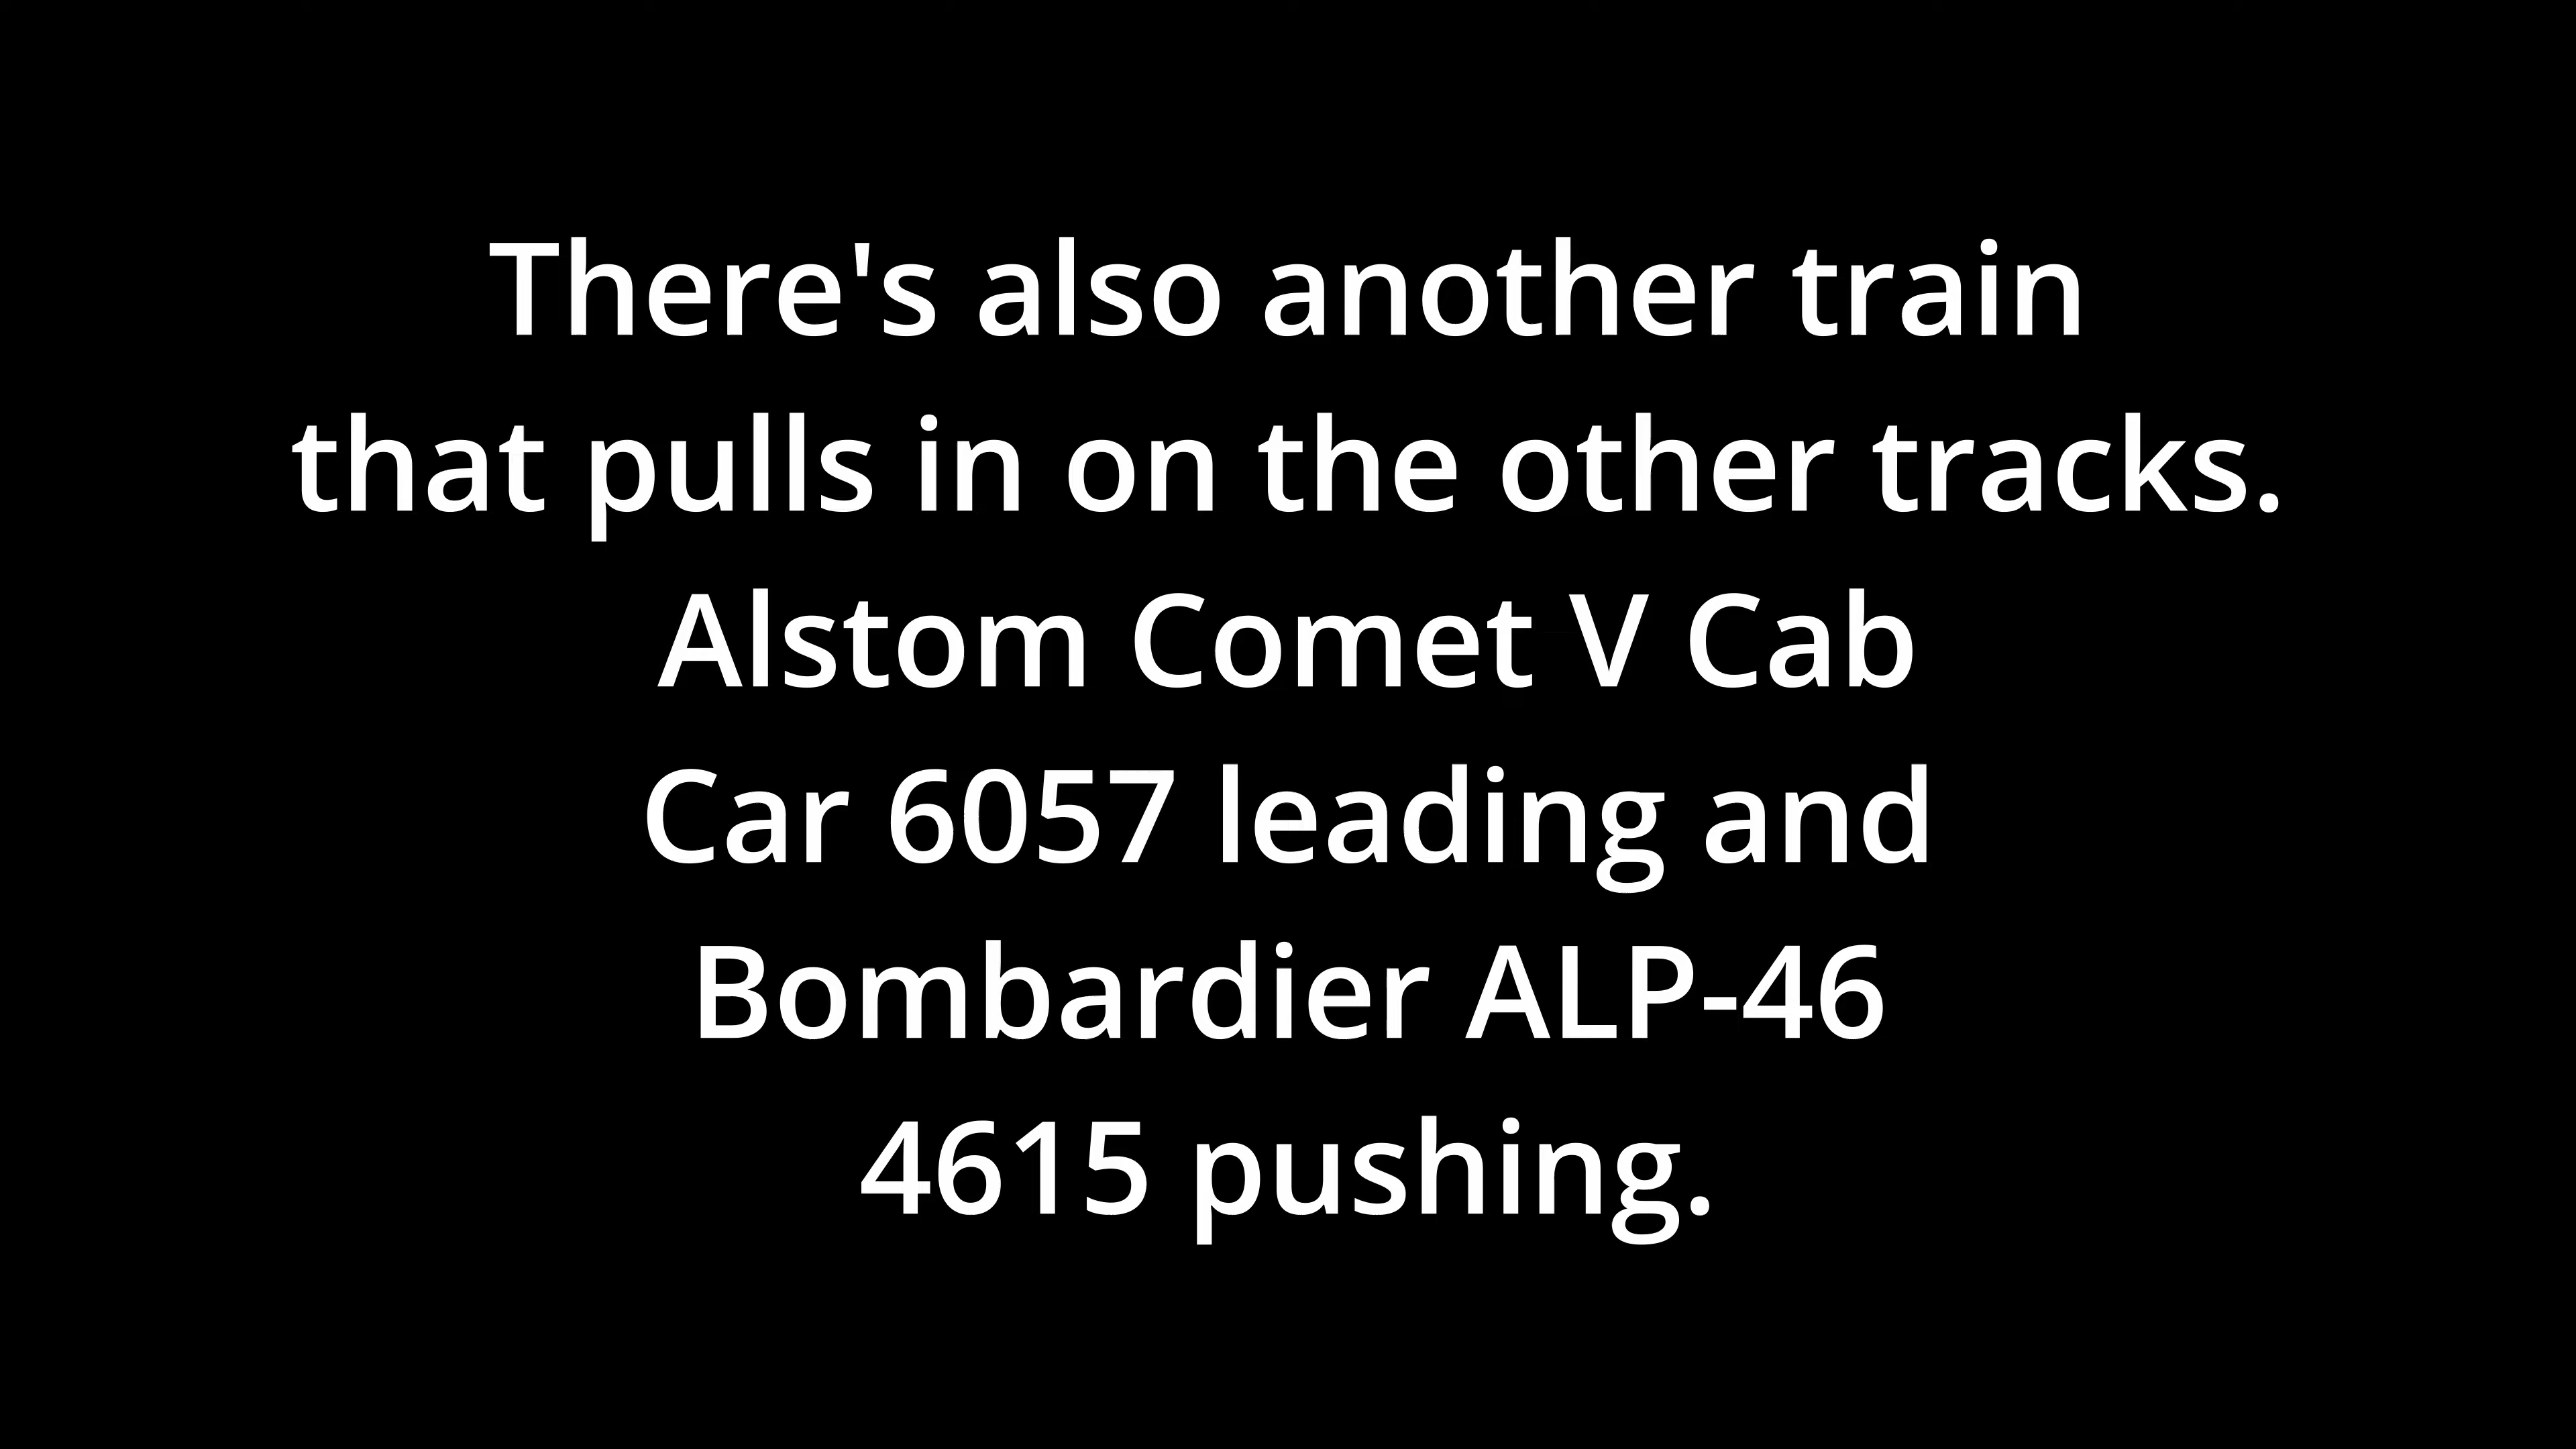 There's also another train
that pulls in on the other tracks.
Alstom Comet V Cab
Car 6057 leading and
Bombardier ALP-46
4615 pushing.